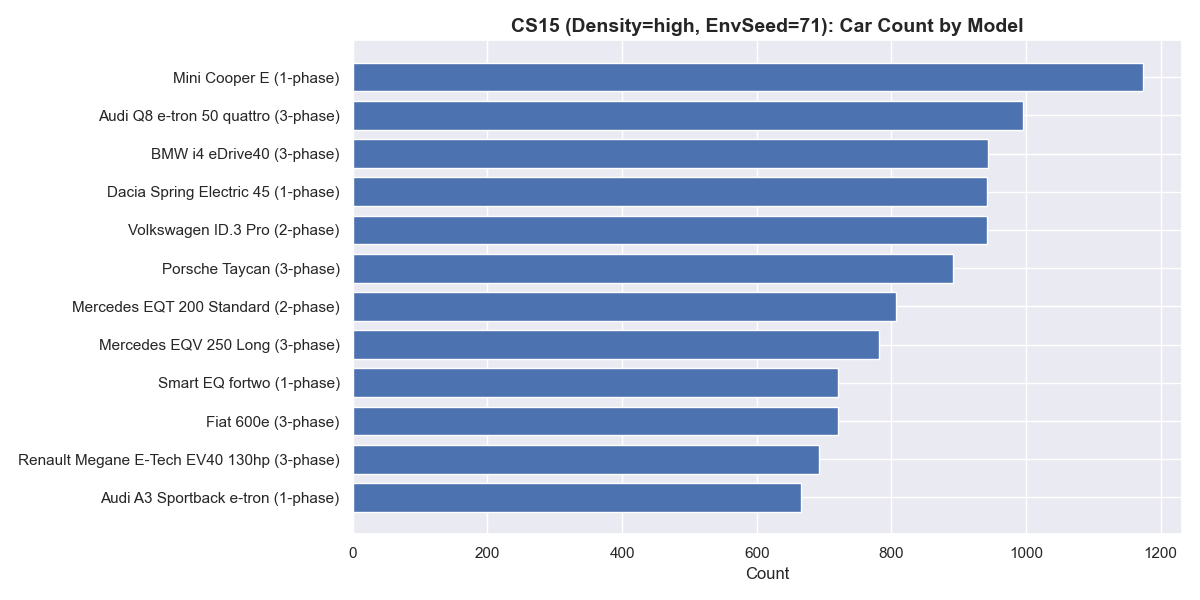 CS15 (Density=high, EnvSeed=71): Car Count by Model
Mini Cooper E (1-phase)
Audi Q8 e-tron 50 quattro (3-phase)
BMW i4 eDrive40 (3-phase)
Dacia Spring Electric 45 (1-phase)
Volkswagen ID.3 Pro (2-phase)
Porsche Taycan (3-phase)
Mercedes EQT 200 Standard (2-phase)
Mercedes EQV 250 Long (3-phase)
Smart EQ fortwo (1-phase)
Fiat 600e (3-phase)
Renault Megane E-Tech EV40 130hp (3-phase)
Audi A3 Sportback e-tron (1-phase)
0 200 400 600 800 1000 1200
Count